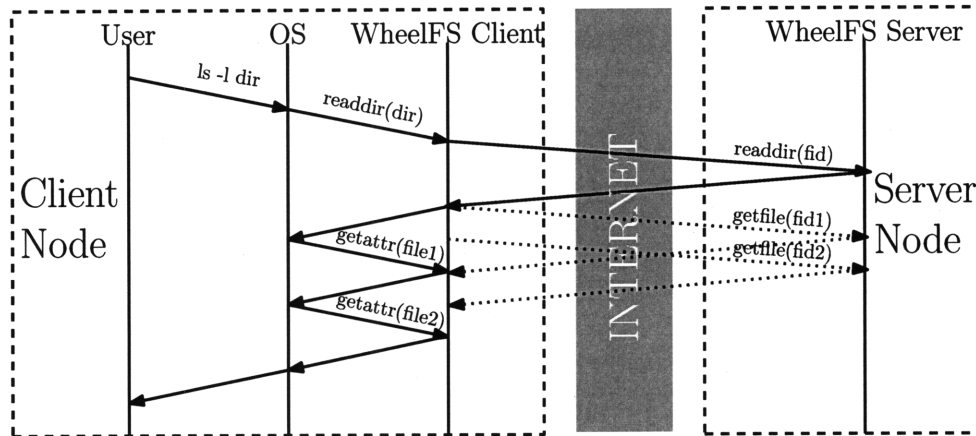 User
OS
WheelFS Client
WheelFS Server
ls -l dir
readdir(dir)
readdir(fid)
Client
Node
INTERNET
Server
Node
getfile(fid1)
getattr(file1)
getfile(fid2)
getattr(file2)